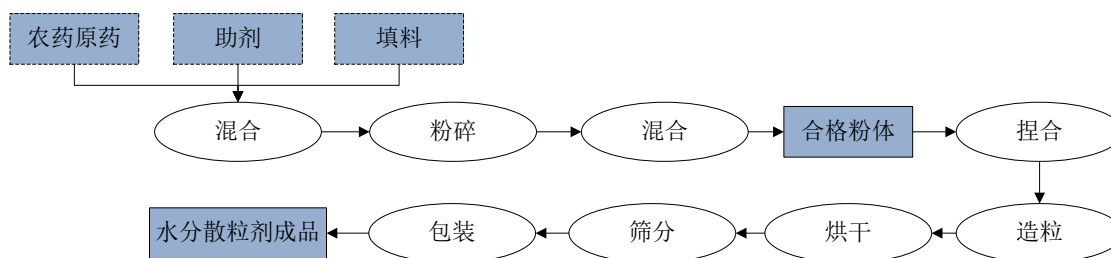 农药原药
助剂
填料
混合
粉碎
混合
合格粉体
捏合
造粒
烘干
筛分
包装
水分散粒剂成品